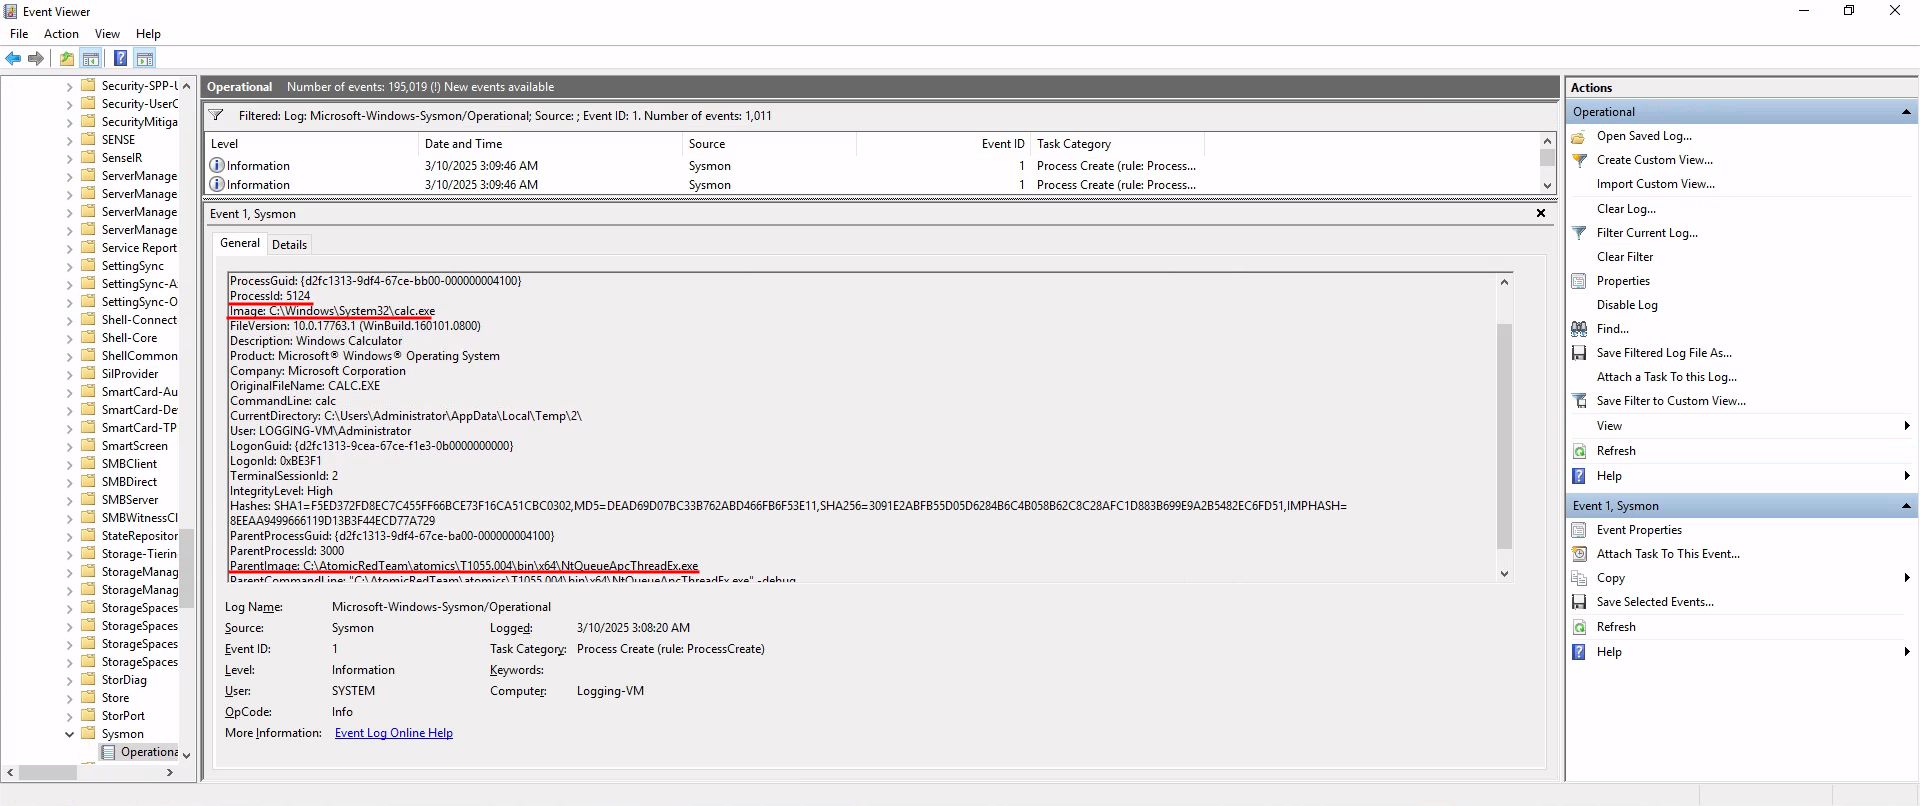 Event Viewer
File Action View Help
Security-SPP-U
Security-UserC
SecurityMitiga
SENSE
SenseIR
ServerManage
ServerManage
ServerManage
ServerManage
Service Report
SettingSync
SettingSync-A
SettingSync-O
Shell-Connect
Shell-Core
ShellCommon
SilProvider
SmartCard-Au
SmartCard-De
SmartCard-TP
SmartScreen
SMBClient
SMBDirect
SMBServer
SMBWitnessCl
StateRepositor
Storage-Tierin
StorageManag
StorageManag
StorageSpaces
StorageSpaces
StorageSpaces
StorageSpaces
StorDiag
Store
StorPort
Sysmon
Operationa
Operational Number of events: 195,019 (!) New events available
Filtered: Log: Microsoft-Windows-Sysmon/Operational; Source: ; Event ID: 1. Number of events: 1,011
Level Date and Time Source Event ID Task Category
Information 3/10/2025 3:09:46 AM Sysmon 1 Process Create (rule: Process...
Information 3/10/2025 3:09:46 AM Sysmon 1 Process Create (rule: Process...
Event 1, Sysmon
General Details
ProcessGuid: {d2fc1313-9df4-67ce-bb00-000000004100}
ProcessId: 5124
Image: C:\Windows\System32\calc.exe
FileVersion: 10.0.17763.1 (WinBuild.160101.0800)
Description: Windows Calculator
Product: Microsoft® Windows® Operating System
Company: Microsoft Corporation
OriginalFileName: CALC.EXE
CommandLine: calc
CurrentDirectory: C:\Users\Administrator\AppData\Local\Temp\2\
User: LOGGING-VM\Administrator
LogonGuid: {d2fc1313-9cea-67ce-f1e3-0b0000000000}
LogonId: 0xBE3F1
TerminalSessionId: 2
IntegrityLevel: High
Hashes: SHA1=F5ED372FD8EC7C455FF66BCE73F16CA51CBC0302,MD5=DEAD69D07BC33B762ABD466FB6F53E11,SHA256=3091E2ABFB55D05D6284B6C4B058B62C8C28AFC1D883B699E9A2B5482EC6FD51,IMPHASH=
8EEAA9499666119D13B3F44ECD77A729
ParentProcessGuid: {d2fc1313-9df4-67ce-ba00-000000004100}
ParentProcessId: 3000
ParentImage: C:\AtomicRedTeam\atomics\T1055.004\bin\x64\NtQueueApcThreadEx.exe
ParentCommandLine: "C:\AtomicRedTeam\atomics\T1055.004\bin\x64\NtQueueApcThreadEx.exe" -debug
Log Name: Microsoft-Windows-Sysmon/Operational
Source: Sysmon Logged: 3/10/2025 3:08:20 AM
Event ID: 1 Task Category: Process Create (rule: ProcessCreate)
Level: Information Keywords:
User: SYSTEM Computer: Logging-VM
OpCode: Info
More Information: Event Log Online Help
Actions
Operational
Open Saved Log...
Create Custom View...
Import Custom View...
Clear Log...
Filter Current Log...
Clear Filter
Properties
Disable Log
Find...
Save Filtered Log File As...
Attach a Task To this Log...
Save Filter to Custom View...
View
Refresh
Help
Event 1, Sysmon
Event Properties
Attach Task To This Event...
Copy
Save Selected Events...
Refresh
Help